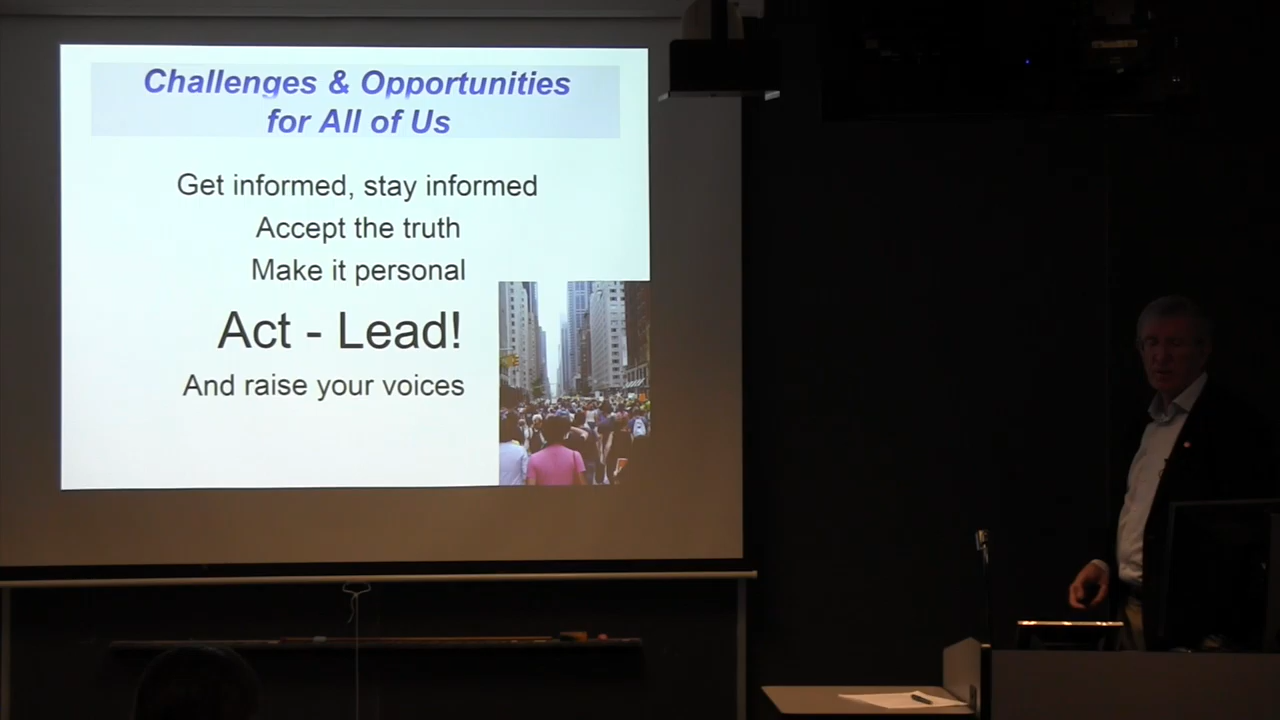 Challenges & Opportunities
for All of Us
Get informed, stay informed
Accept the truth
Make it personal
Act - Lead!
And raise your voices